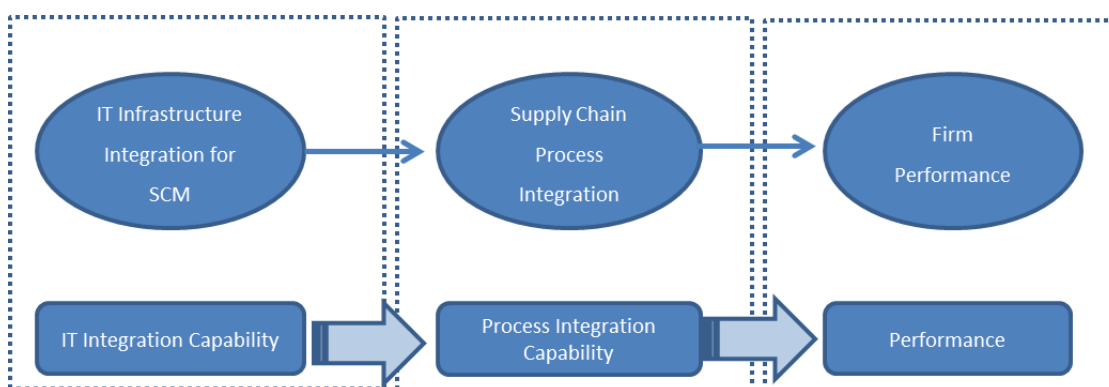 IT Infrastructure
Integration for
SCM
Supply Chain
Process
Integration
Firm
Performance
IT Integration Capability
Process Integration
Capability
Performance